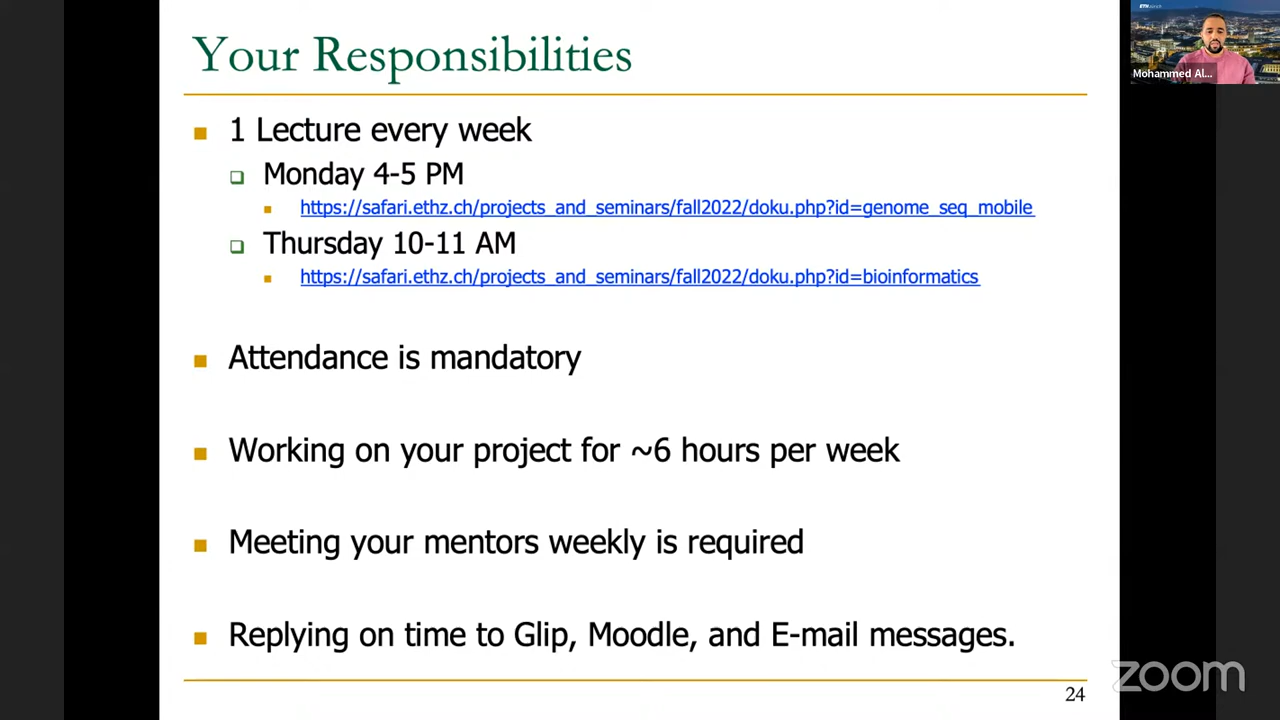 Your Responsibilities
1 Lecture every week
Monday 4-5 PM
https://safari.ethz.ch/projects_and_seminars/fall2022/doku.php?id=genome_seq_mobile
Thursday 10-11 AM
https://safari.ethz.ch/projects_and_seminars/fall2022/doku.php?id=bioinformatics
Attendance is mandatory
Working on your project for ~6 hours per week
Meeting your mentors weekly is required
Replying on time to Glip, Moodle, and E-mail messages.
24
ETH zürich
Mohammed Al...
zoom